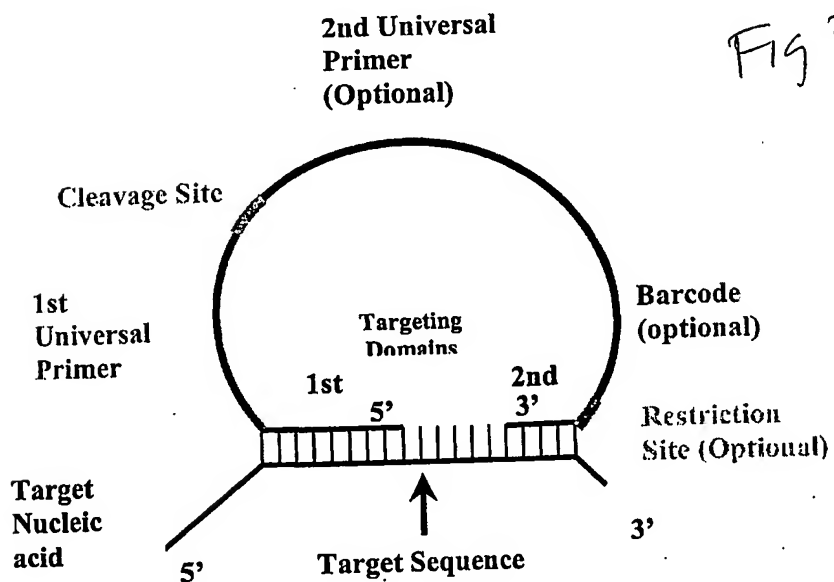 2nd Universal
Primer
(Optional)
Fig
Cleavage Site
1st
Universal
Primer
Targeting
Domains
Barcode
(optional)
1st
2nd
5’
3’
Restriction
Site (Optional)
Target
Nucleic
acid
5’
Target Sequence
3’